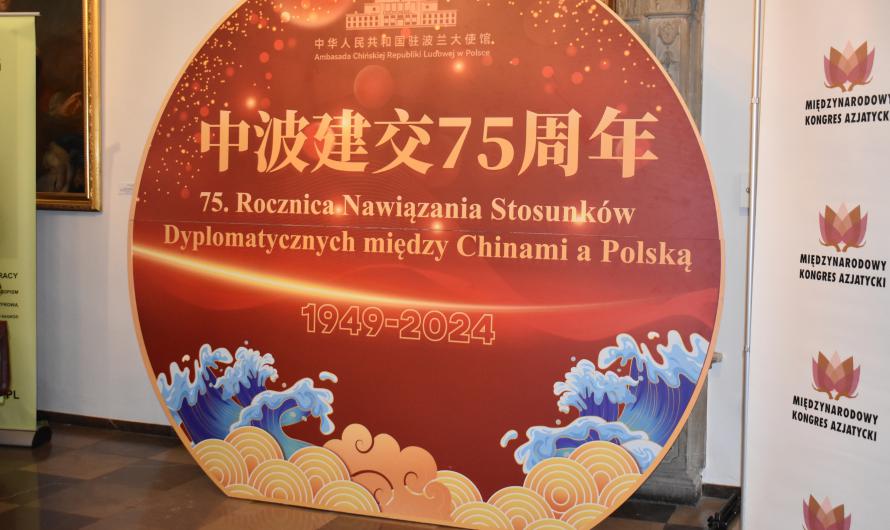 中华人民共和国驻波兰大使馆
Ambasada Chińskiej Republiki Ludowej w Polsce
中波建交75周年
75. Rocznica Nawiązania Stosunków
Dyplomatycznych między Chinami a Polską
1949-2024
MIĘDZYNARODOWY
KONGRES AZJATYCKI
MIĘDZYNARODOWY
KONGRES AZJATYCKI
MIĘDZYNARODOWY
KONGRES AZJATYCKI